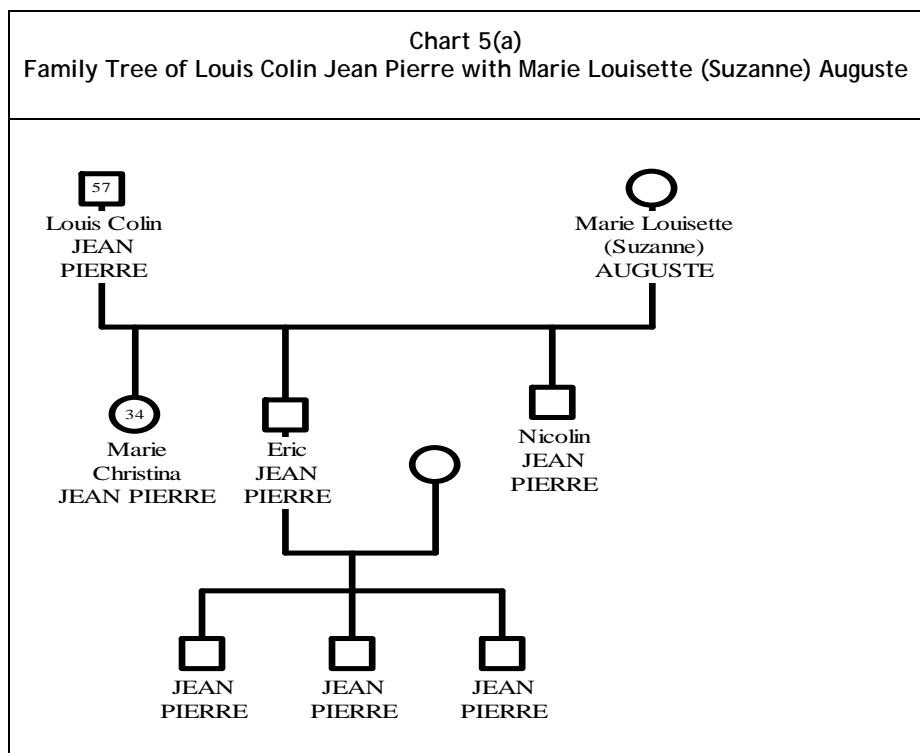 Chart 5(a)
Family Tree of Louis Colin Jean Pierre with Marie Louisette (Suzanne) Auguste
57
Louis Colin
JEAN
PIERRE
Marie Louisette
(Suzanne)
AUGUSTE
34
Marie
Christina
JEAN PIERRE
Eric
JEAN
PIERRE
Nicolin
JEAN
PIERRE
JEAN
PIERRE
JEAN
PIERRE
JEAN
PIERRE